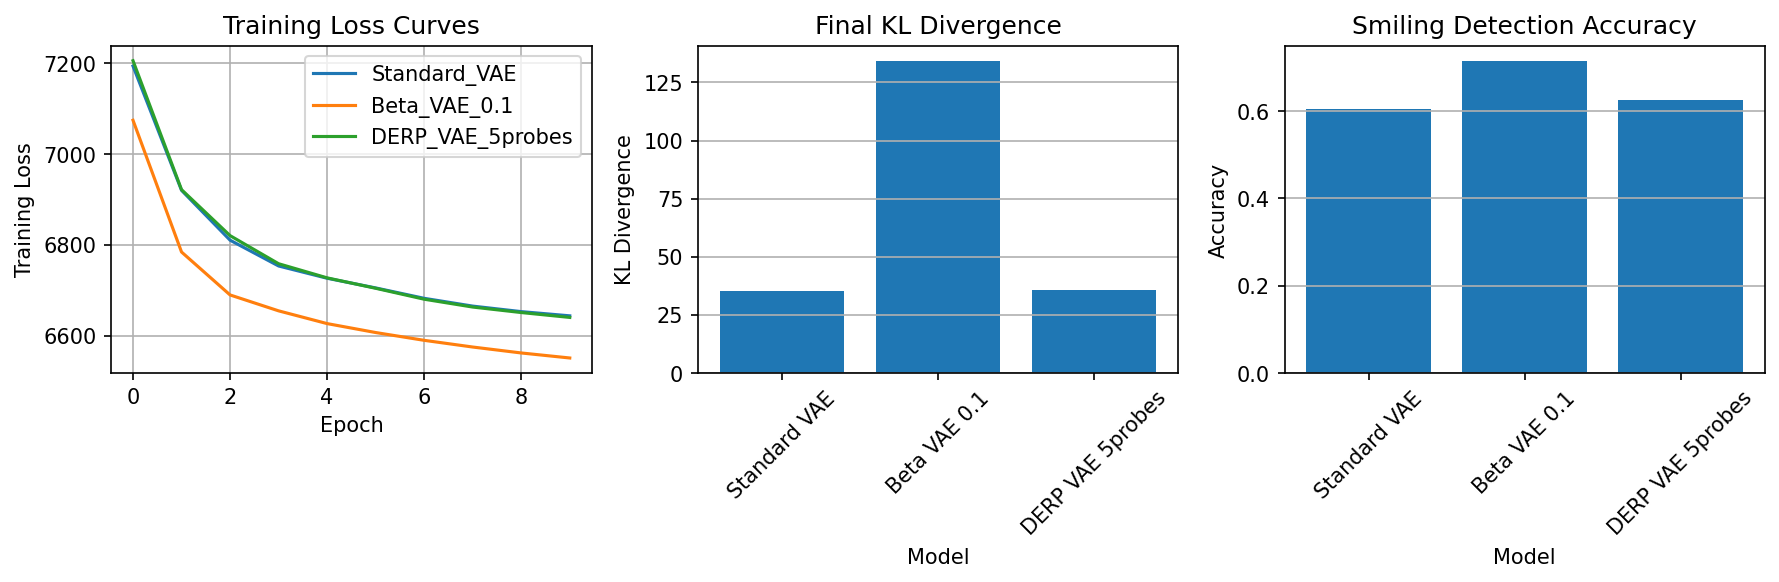 Training Loss Curves
7200
7000
6800
6600
Training Loss
0
2
4
6
8
Epoch
Standard_VAE
Beta_VAE_0.1
DERP_VAE_5probes
Final KL Divergence
125
100
75
50
25
0
KL Divergence
Standard VAE
Beta VAE 0.1
DERP VAE 5probes
Model
Smiling Detection Accuracy
0.6
0.4
0.2
0.0
Accuracy
Standard VAE
Beta VAE 0.1
DERP VAE 5probes
Model